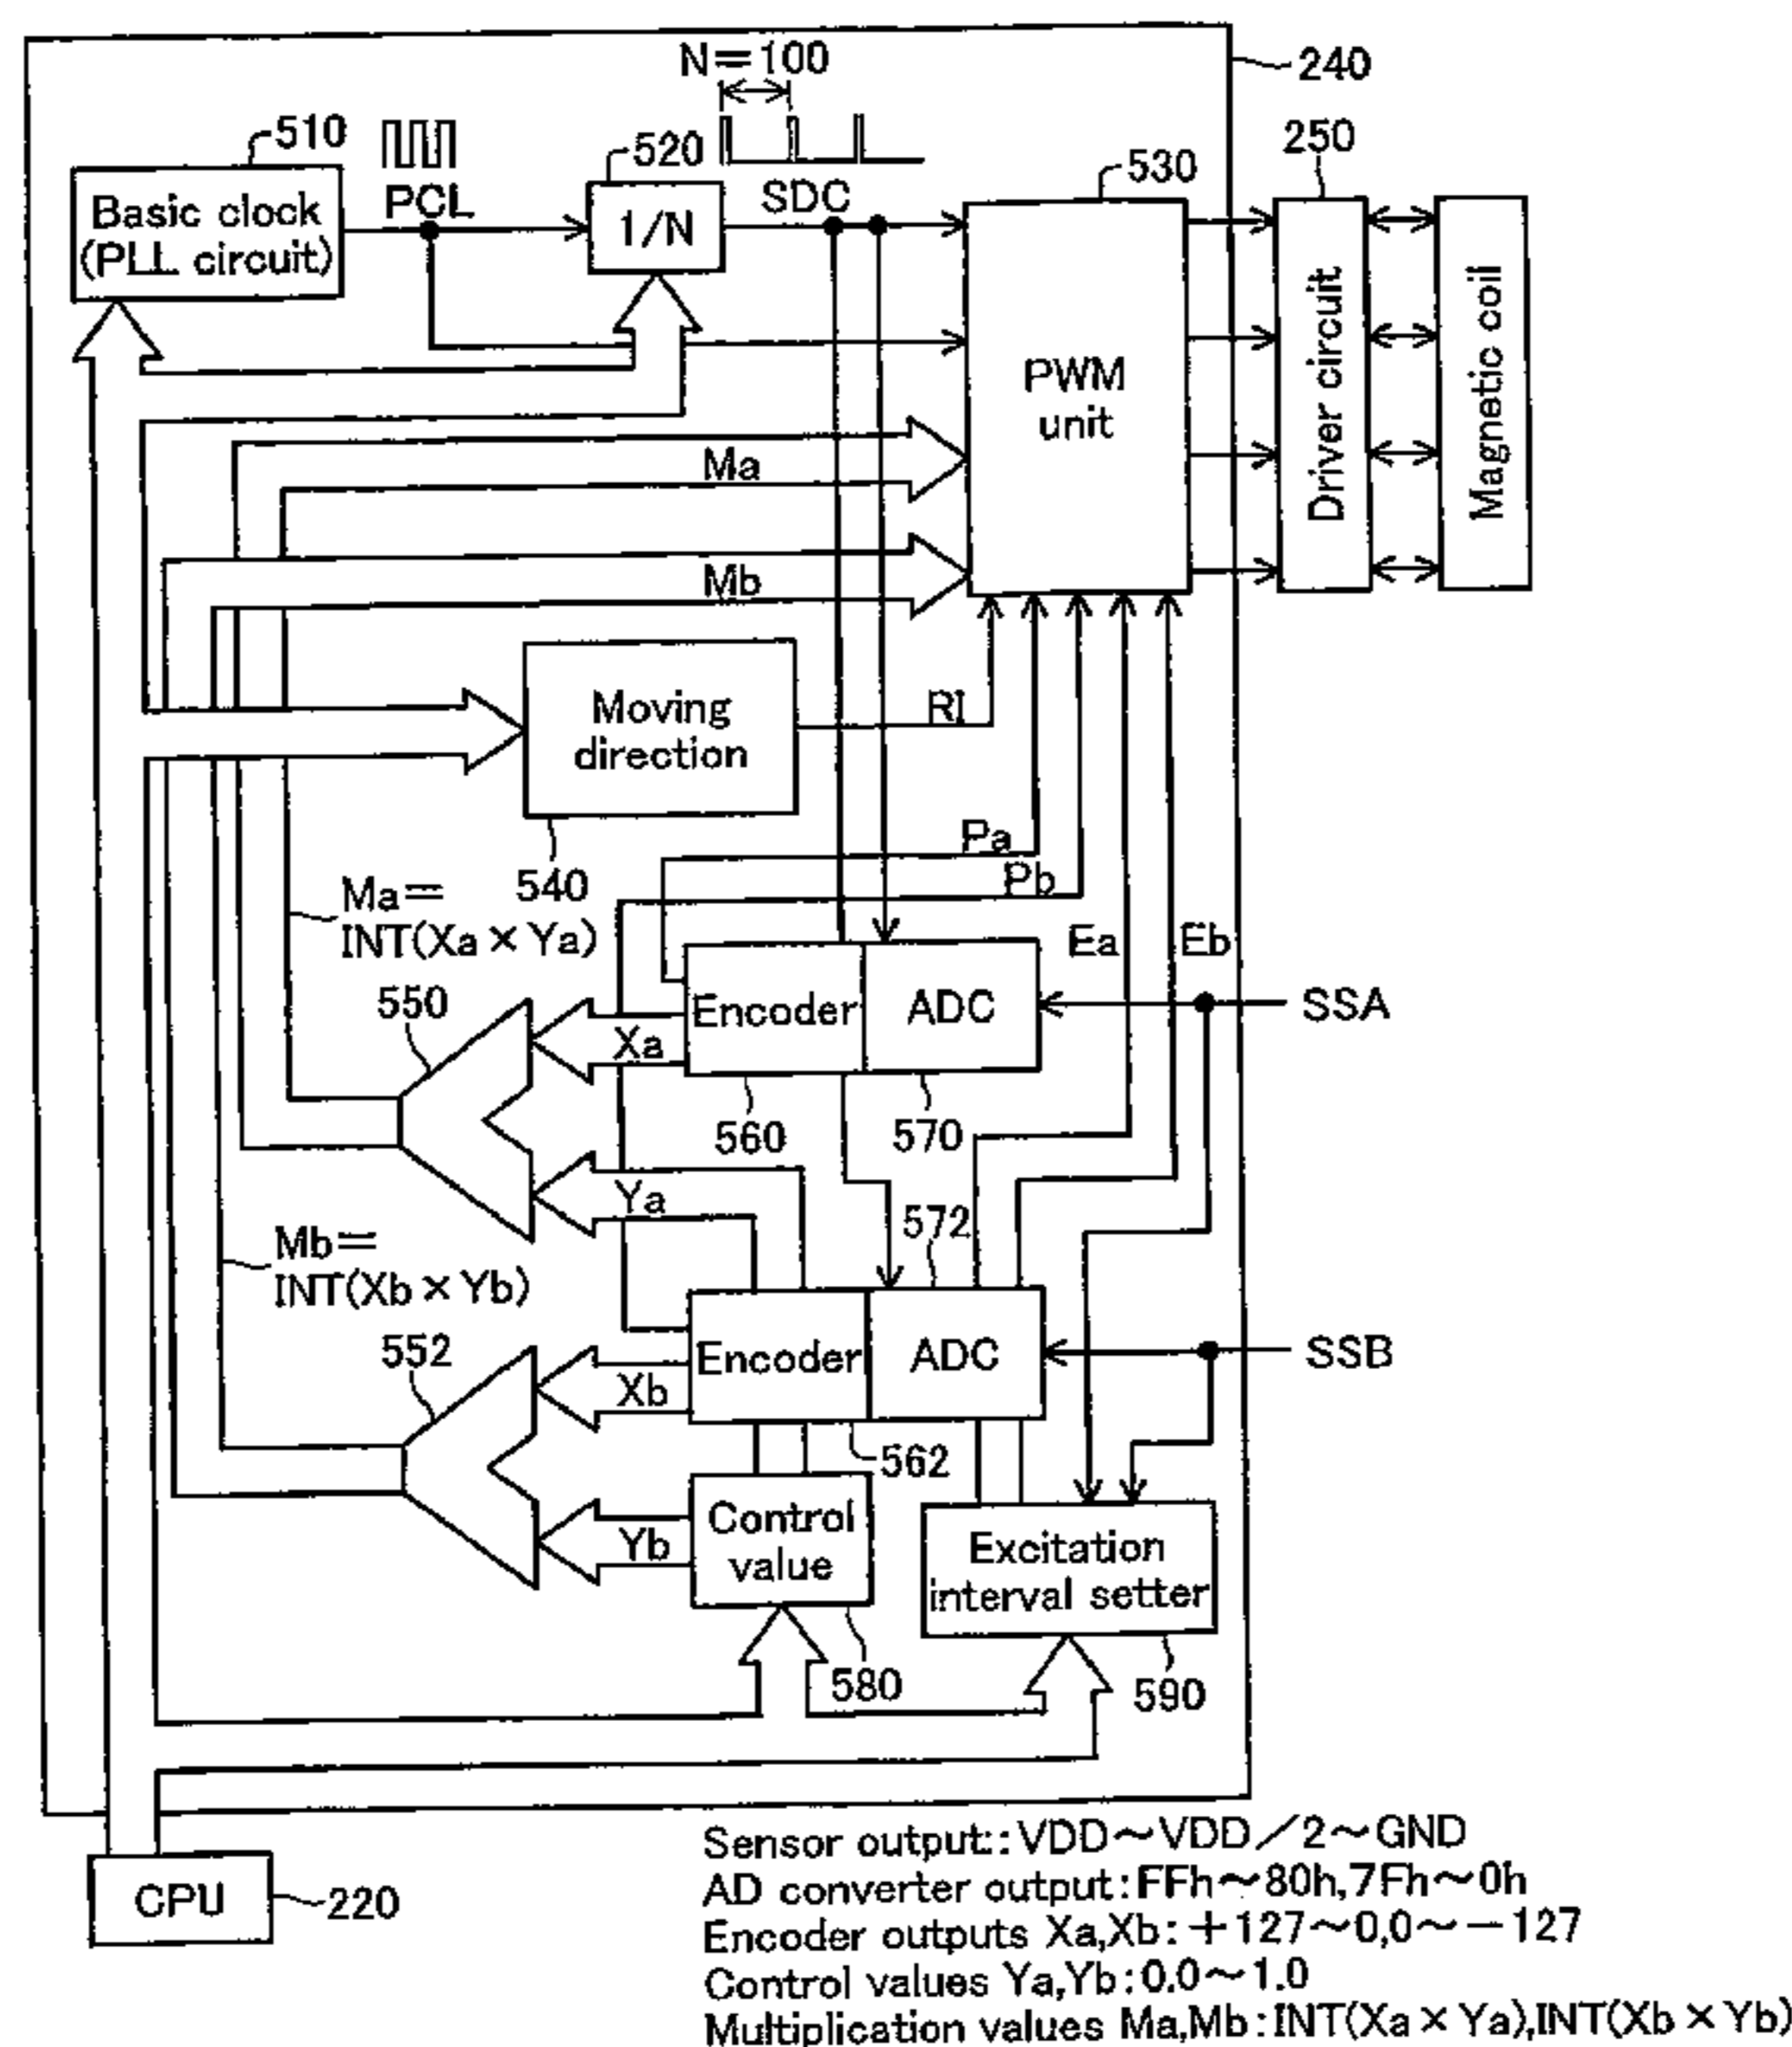 N=100
240
510
520
250
530
PCL
SDC
Basic clock
(PLL circuit)
1/N
PWM
unit
Driver circuit
Magnetic coil
Ma
Mb
Moving
direction
RI
540
Pa
Pb
Ma=
INT(Xa×Ya)
Ea
Eb
550
Encoder
ADC
SSA
Xa
560
570
Ya
572
Mb=
INT(Xb×Yb)
552
Encoder
ADC
SSB
Xb
562
Control
value
Yb
Excitation
interval setter
580
590
CPU
220
Sensor output::VDD～VDD／2～GND
AD converter output:FFh～80h,7Fh～0h
Encoder outputs Xa,Xb:＋127～0,0～－127
Control values Ya,Yb:0.0～1.0
Multiplication values Ma,Mb:INT(Xa×Ya),INT(Xb×Yb)